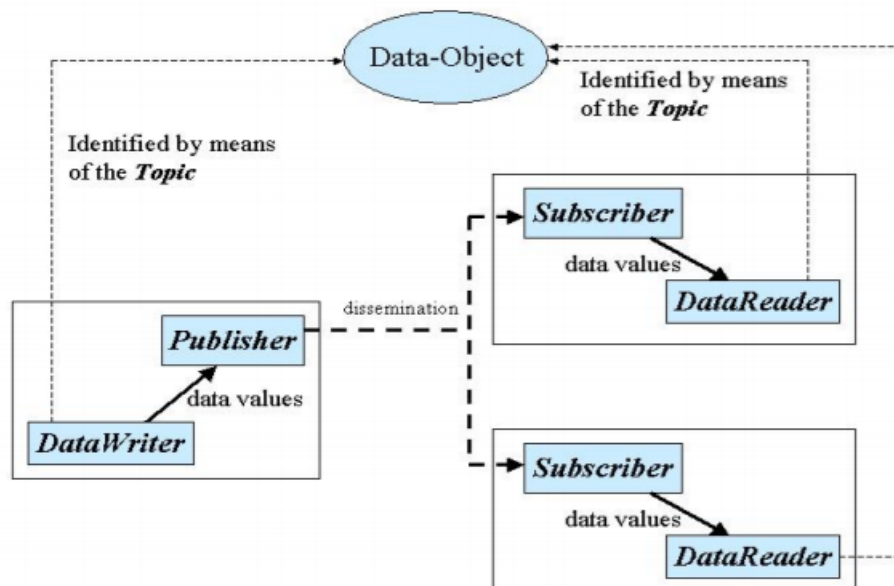 Data-Object
Identified by means
of the Topic
Identified by means
of the Topic
Subscriber
data values
DataReader
dissemination
Publisher
data values
DataWriter
Subscriber
data values
DataReader